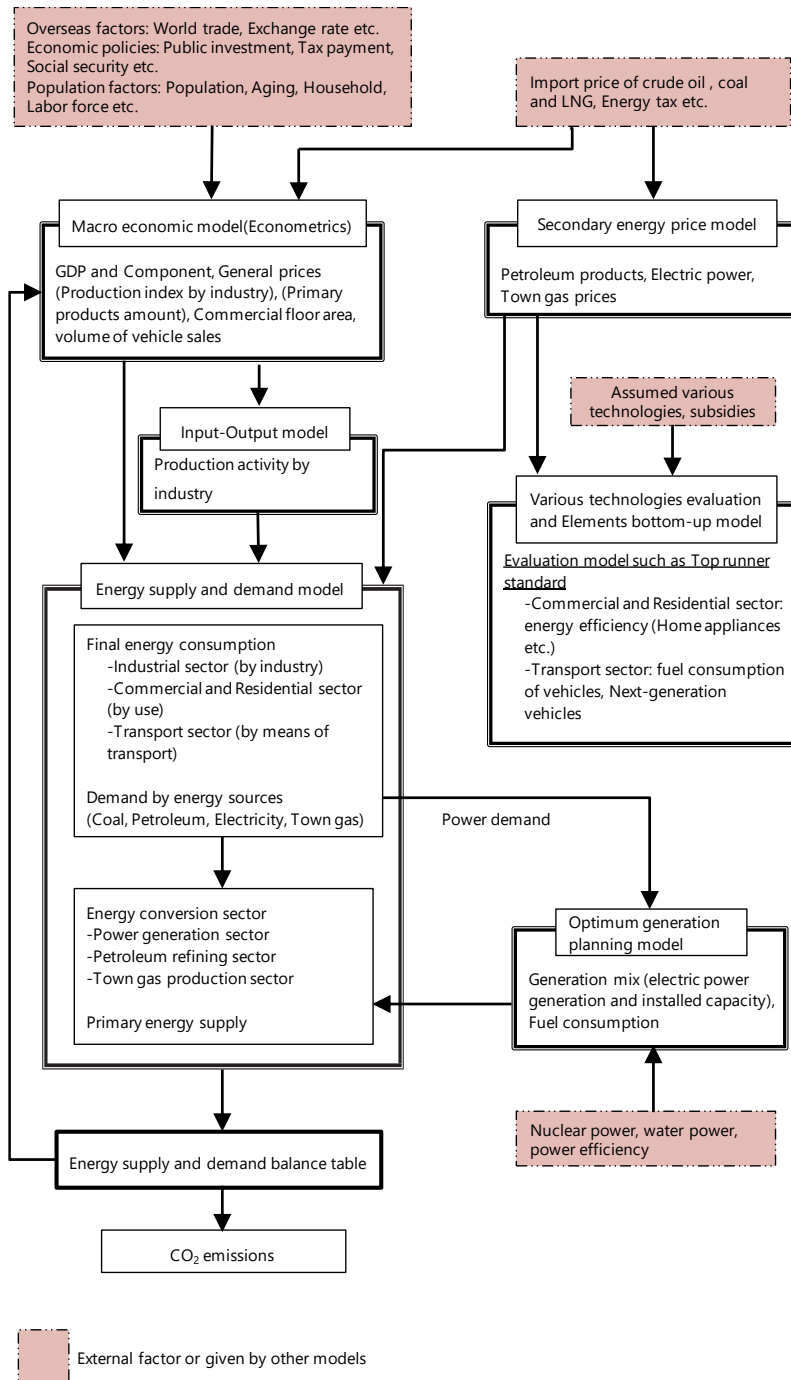 Overseas factors: World trade, Exchange rate etc.
Economic policies: Public investment, Tax payment,
Social security etc.
Population factors: Population, Aging, Household,
Labor force etc.
Import price of crude oil , coal
and LNG, Energy tax etc.
Macro economic model(Econometrics)
GDP and Component, General prices
(Production index by industry), (Primary
products amount), Commercial floor area,
volume of vehicle sales
Secondary energy price model
Petroleum products, Electric power,
Town gas prices
Assumed various
technologies, subsidies
Input-Output model
Production activity by
industry
Various technologies evaluation
and Elements bottom-up model
Evaluation model such as Top runner
standard
-Commercial and Residential sector:
energy efficiency (Home appliances
etc.)
-Transport sector: fuel consumption
of vehicles, Next-generation
vehicles
Energy supply and demand model
Final energy consumption
-Industrial sector (by industry)
-Commercial and Residential sector
(by use)
-Transport sector (by means of
transport)
Demand by energy sources
(Coal, Petroleum, Electricity, Town gas)
Power demand
Energy conversion sector
-Power generation sector
-Petroleum refining sector
-Town gas production sector
Primary energy supply
Optimum generation
planning model
Generation mix (electric power
generation and installed capacity),
Fuel consumption
Nuclear power, water power,
power efficiency
Energy supply and demand balance table
CO₂ emissions
External factor or given by other models